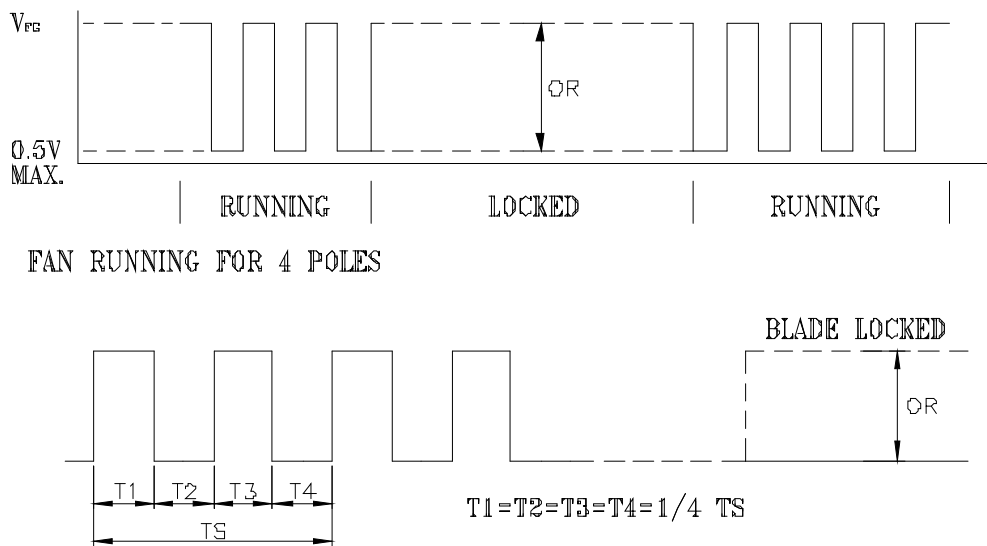 VFG
OR
0.5V
MAX.
RUNNING LOCKED RUNNING
FAN RUNNING FOR 4 POLES
BLADE LOCKED
OR
T1 T2 T3 T4
T1=T2=T3=T4=1/4 TS
TS